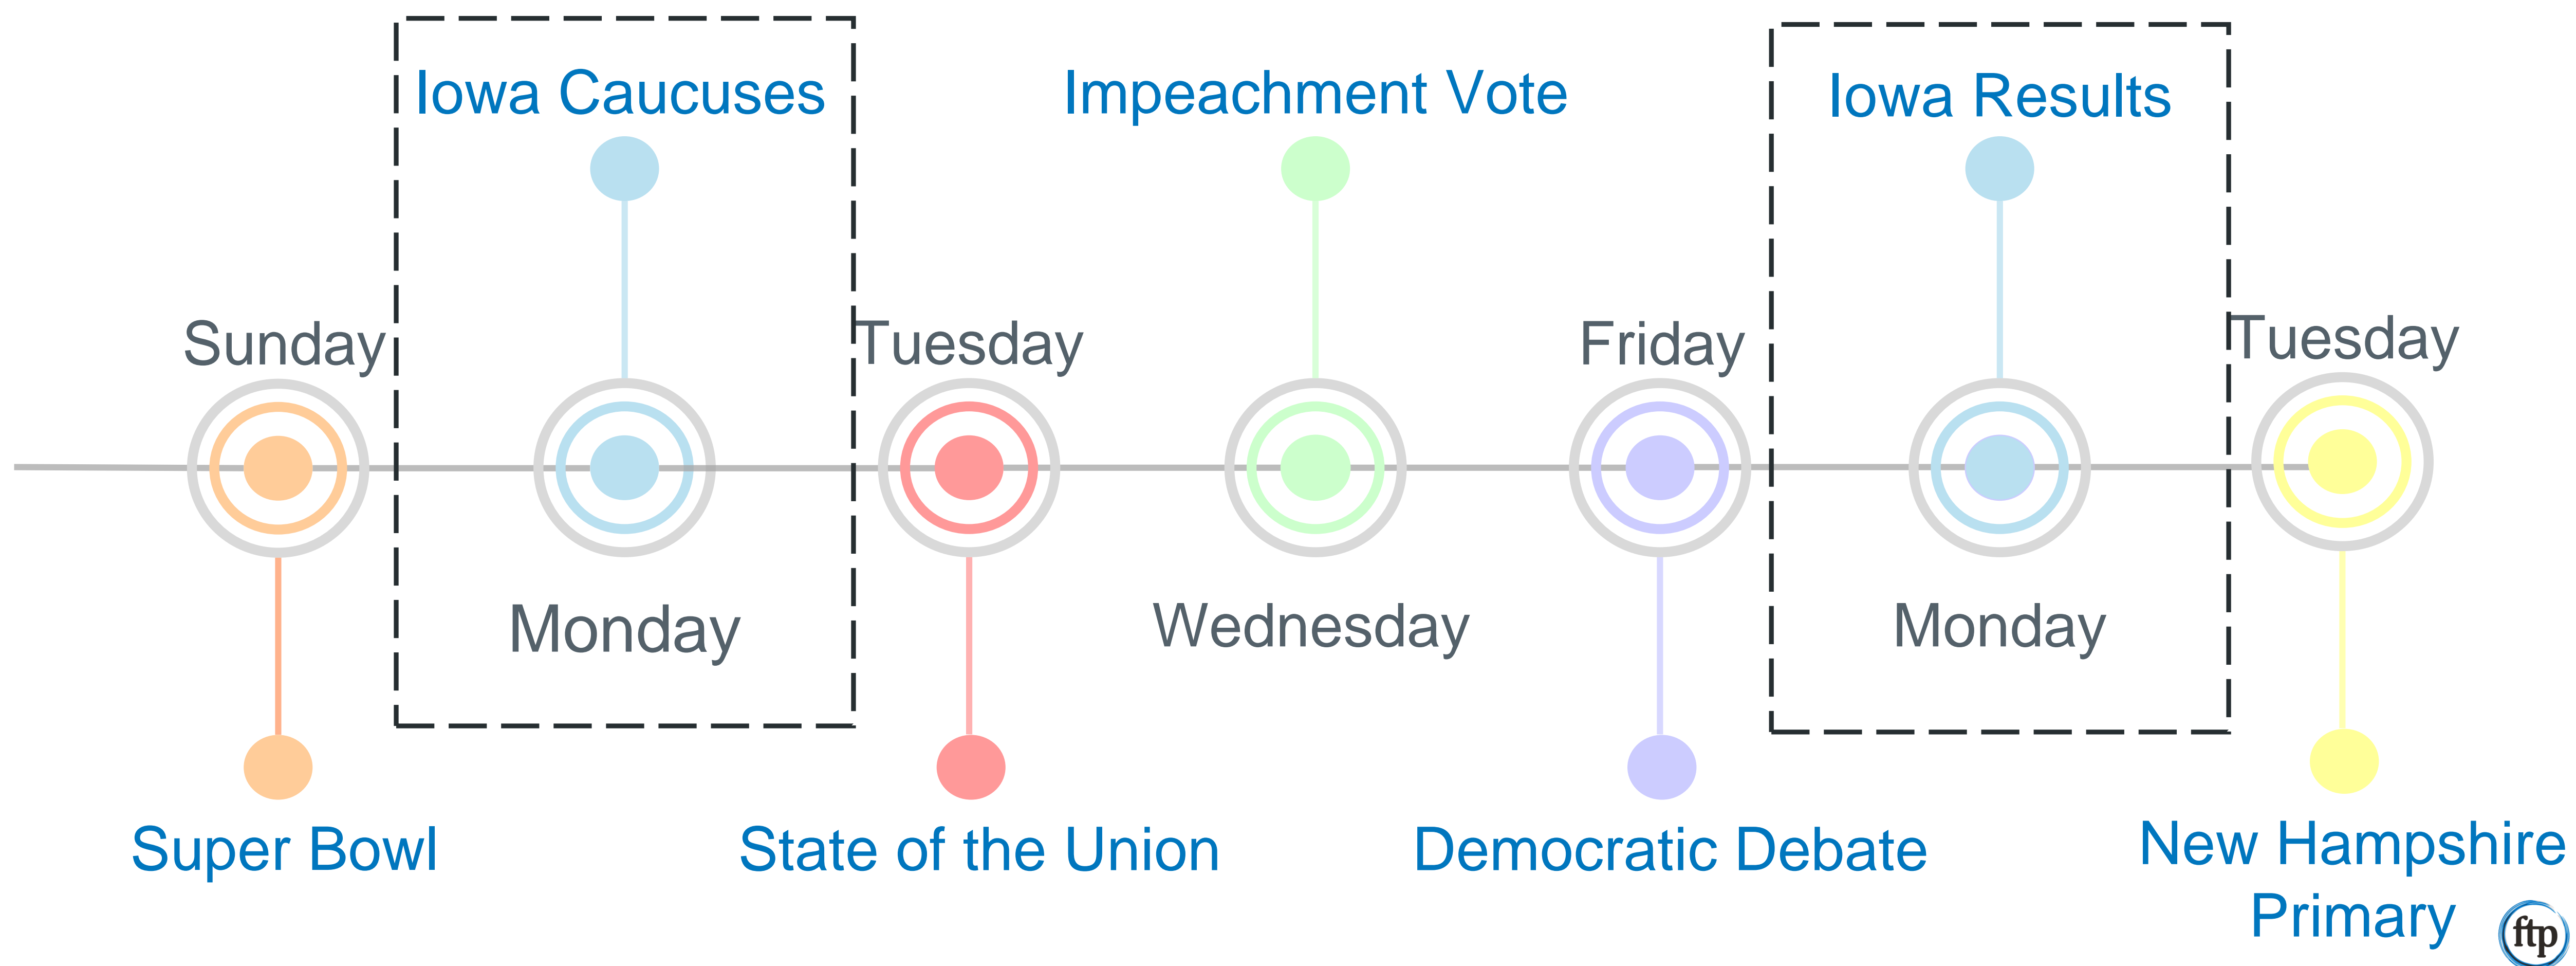 Iowa Caucuses
Impeachment Vote
Iowa Results
Sunday
Tuesday
Friday
Tuesday
Monday
Wednesday
Monday
Super Bowl
State of the Union
Democratic Debate
New Hampshire
Primary
ftp